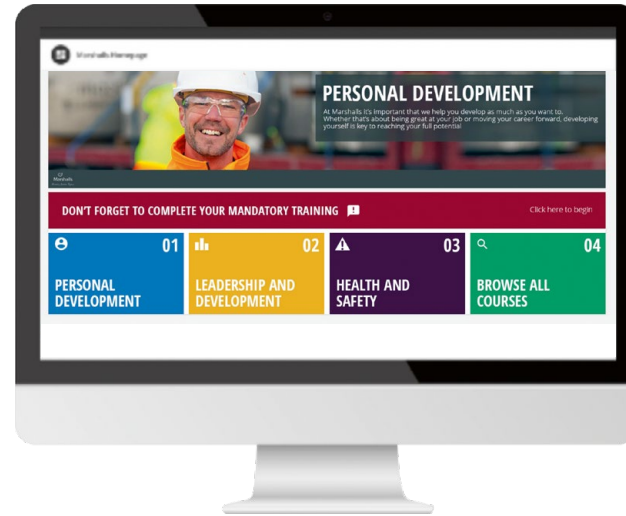 Marshalls Homepage
PERSONAL DEVELOPMENT
At Marshalls it's important that we help you develop as much as you want to.
Whether that's about being great at your job or moving your career forward, developing
yourself is key to reaching your full potential
Marshalls
DON'T FORGET TO COMPLETE YOUR MANDATORY TRAINING
Click here to begin
01
PERSONAL
DEVELOPMENT
02
LEADERSHIP AND
DEVELOPMENT
03
HEALTH AND
SAFETY
04
BROWSE ALL
COURSES